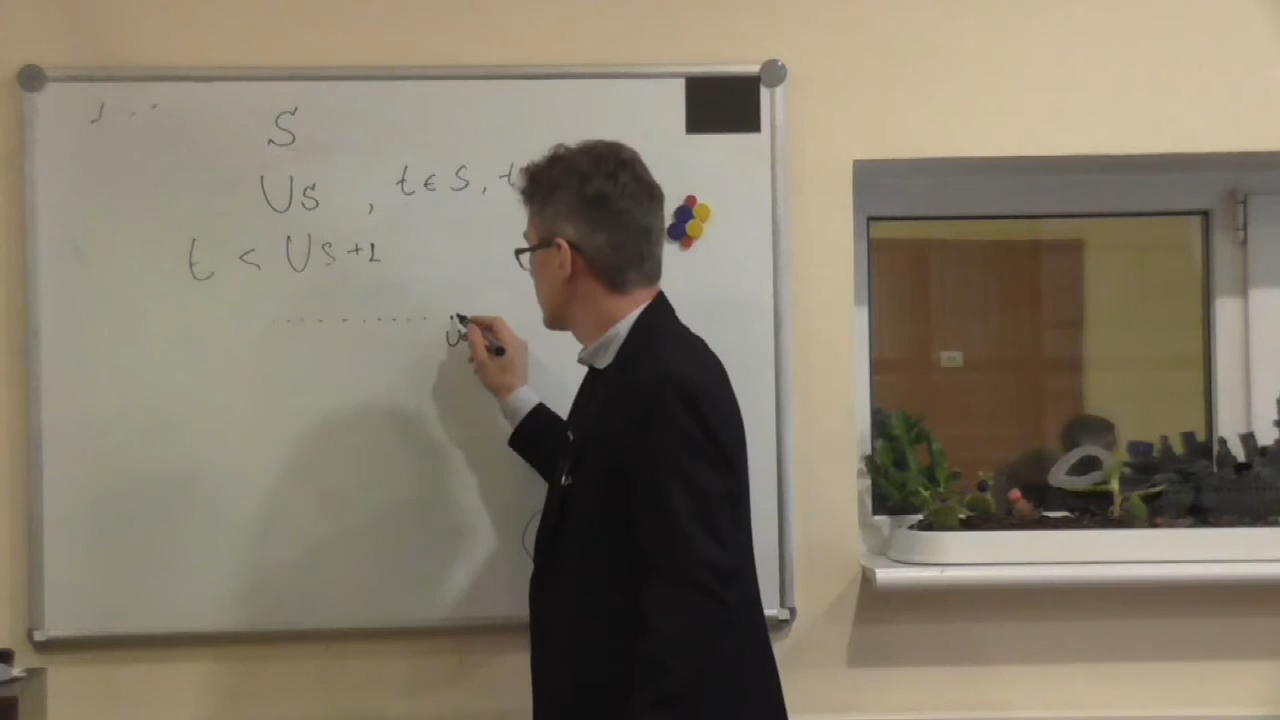 S
US , t ∈ S, t
t < US+1
U